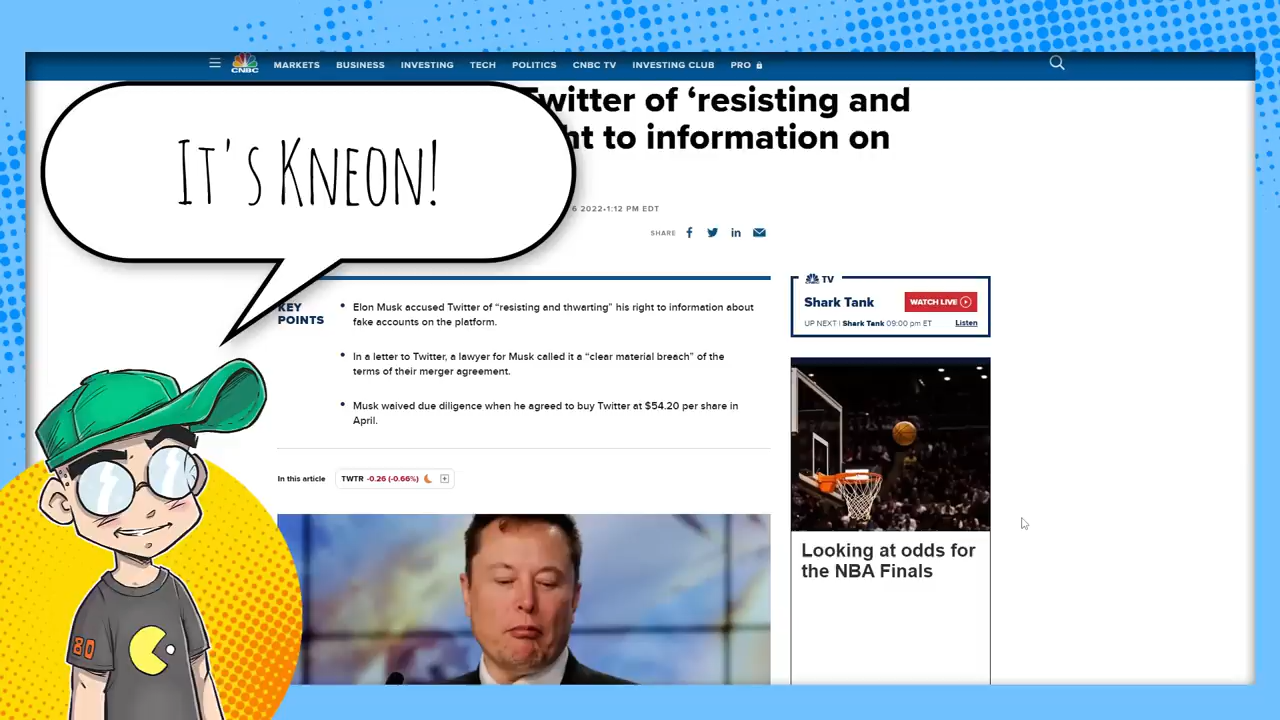 CNBC
MARKETS BUSINESS INVESTING TECH POLITICS CNBC TV INVESTING CLUB PRO
Twitter of ‘resisting and
to information on
It's Kneon!
6 2022•1:12 PM EDT
SHARE
KEY
POINTS
Elon Musk accused Twitter of “resisting and thwarting” his right to information about
fake accounts on the platform.
In a letter to Twitter, a lawyer for Musk called it a “clear material breach” of the
terms of their merger agreement.
Musk waived due diligence when he agreed to buy Twitter at $54.20 per share in
April.
In this article
TWTR -0.26 (-0.66%)
TV
Shark Tank
WATCH LIVE
UP NEXT | Shark Tank 09:00 pm ET
Listen
Looking at odds for
the NBA Finals
80